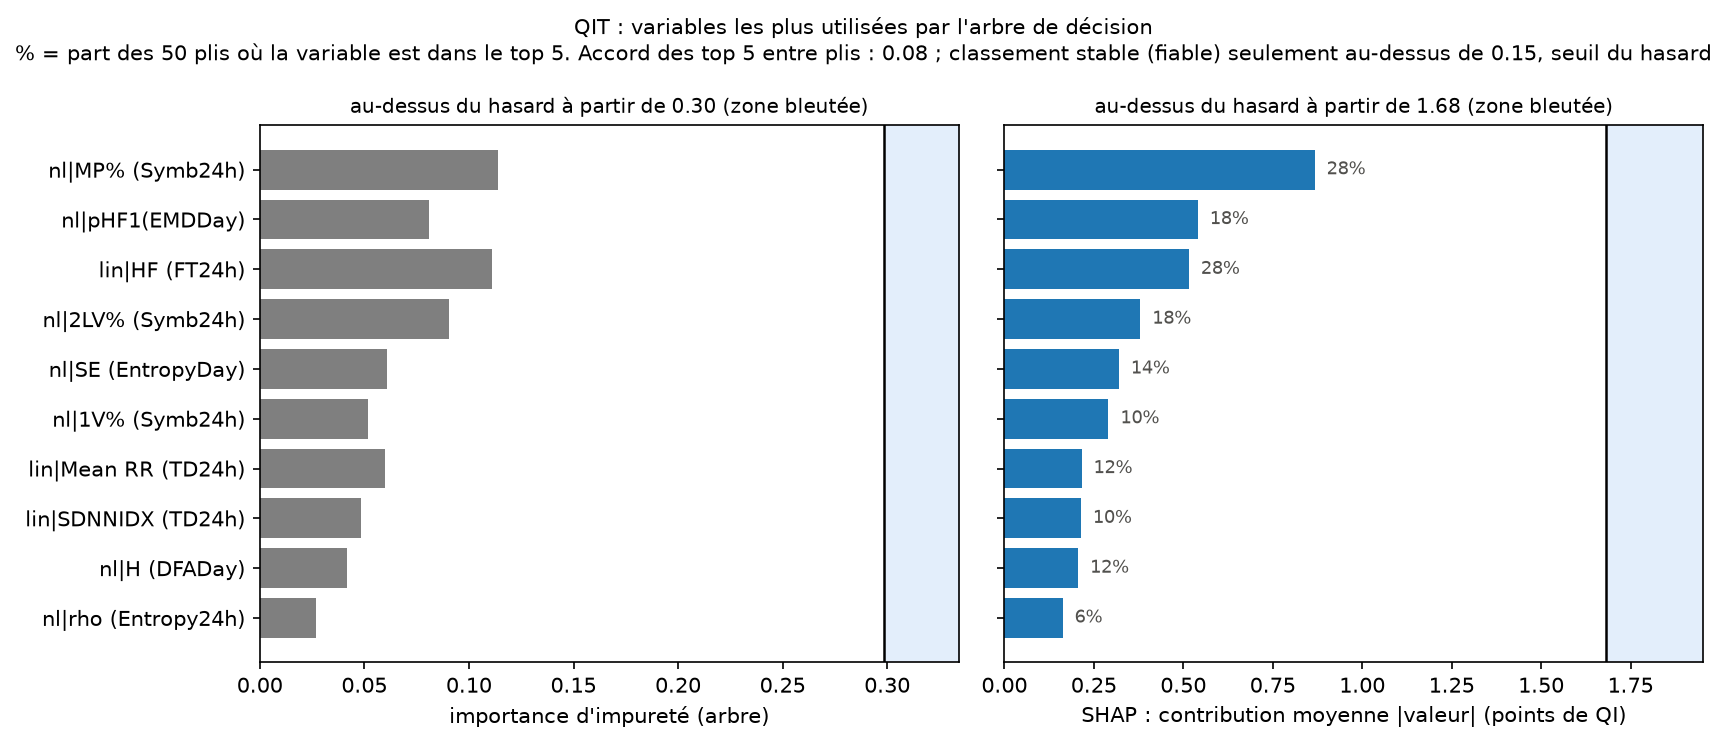 QIT : variables les plus utilisées par l'arbre de décision
% = part des 50 plis où la variable est dans le top 5. Accord des top 5 entre plis : 0.08 ; classement stable (fiable) seulement au-dessus de 0.15, seuil du hasard
au-dessus du hasard à partir de 0.30 (zone bleutée)
nl|MP% (Symb24h)
nl|pHF1(EMDDay)
lin|HF (FT24h)
nl|2LV% (Symb24h)
nl|SE (EntropyDay)
nl|1V% (Symb24h)
lin|Mean RR (TD24h)
lin|SDNNIDX (TD24h)
nl|H (DFADay)
nl|rho (Entropy24h)
0.00 0.05 0.10 0.15 0.20 0.25 0.30
importance d'impureté (arbre)
au-dessus du hasard à partir de 1.68 (zone bleutée)
28%
18%
28%
18%
14%
10%
12%
10%
12%
6%
0.00 0.25 0.50 0.75 1.00 1.25 1.50 1.75
SHAP : contribution moyenne |valeur| (points de QI)